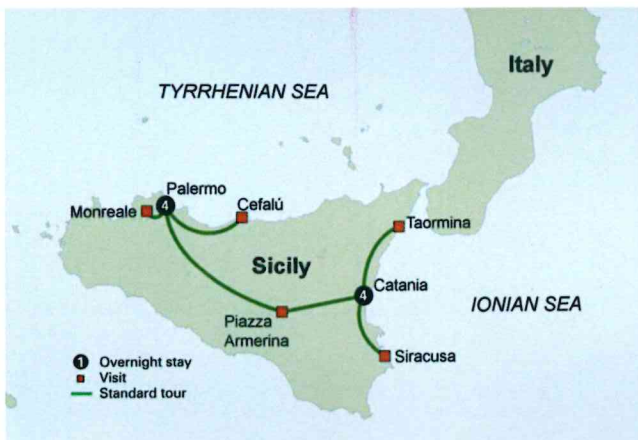 Italy
TYRRHENIAN SEA
Palermo
4
Monreale
Cefalú
Taormina
Sicily
Catania
4
IONIAN SEA
Piazza
Armerina
Siracusa
1 Overnight stay
Visit
Standard tour